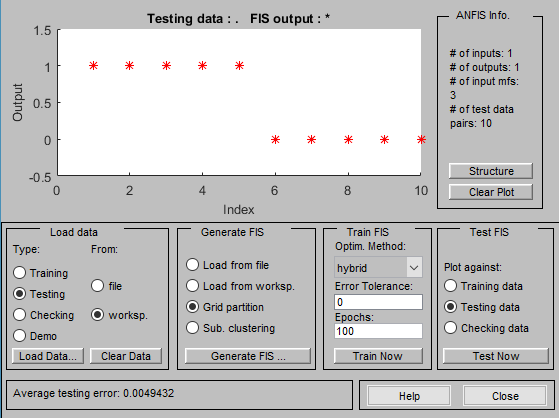 Testing data : .   FIS output : *
1.5
1
0.5
0
-0.5
Output
0 2 4 6 8 10
Index
ANFIS Info.
# of inputs: 1
# of outputs: 1
# of input mfs:
3
# of test data
pairs: 10
Structure
Clear Plot
Load data
Type: From:
Training
Testing
Checking
Demo
file
worksp.
Load Data... Clear Data
Generate FIS
Load from file
Load from worksp.
Grid partition
Sub. clustering
Generate FIS ...
Train FIS
Optim. Method:
hybrid
Error Tolerance:
0
Epochs:
100
Train Now
Test FIS
Plot against:
Training data
Testing data
Checking data
Test Now
Average testing error: 0.0049432
Help Close